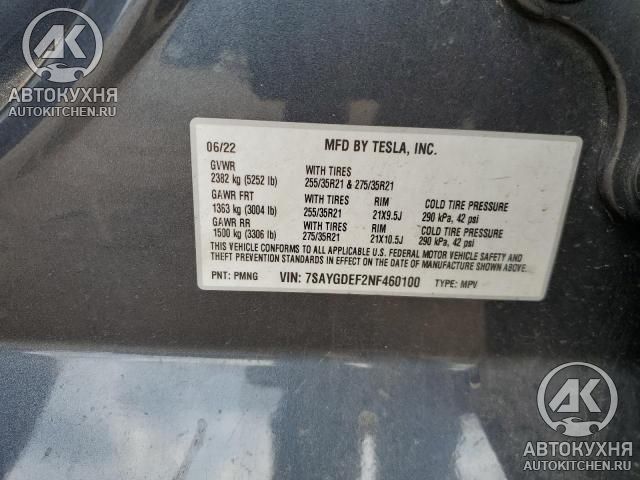 АК
АВТОКУХНЯ
AUTOKITCHEN.RU
06/22 MFD BY TESLA, INC.
GVWR WITH TIRES
2382 kg (5252 lb) 255/35R21 & 275/35R21
GAWR FRT WITH TIRES RIM COLD TIRE PRESSURE
1363 kg (3004 lb) 255/35R21 21X9.5J 290 kPa, 42 psi
GAWR RR WITH TIRES RIM COLD TIRE PRESSURE
1500 kg (3306 lb) 275/35R21 21X10.5J 290 kPa, 42 psi
THIS VEHICLE CONFORMS TO ALL APPLICABLE U.S. FEDERAL MOTOR VEHICLE SAFETY AND
THEFT PREVENTION STANDARDS IN EFFECT ON THE DATE OF MANUFACTURE SHOWN ABOVE.
PNT: PMNG VIN: 7SAYGDEF2NF460100 TYPE: MPV
АК
АВТОКУХНЯ
AUTOKITCHEN.RU